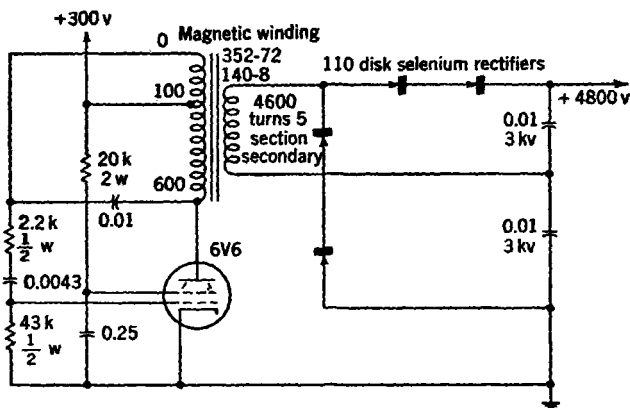 +300 v
0
Magnetic winding
352-72
140-8
110 disk selenium rectifiers
100
4600
turns 5
section
secondary
+ 4800 v
0.01
3 kv
20 k
2 w
600
0.01
2.2 k
1/2 w
6V6
0.01
3 kv
0.0043
43 k
1/2 w
0.25